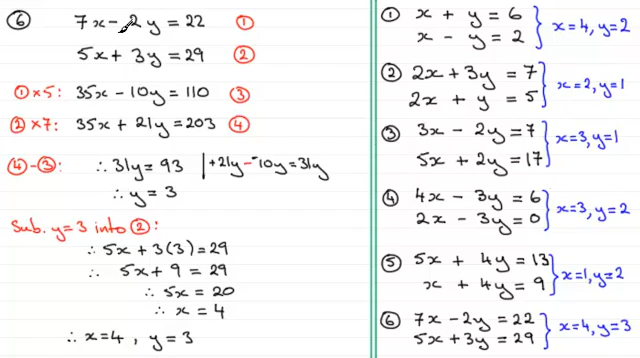 ⑥ 7x - 2y = 22 ①
5x + 3y = 29 ②
①×5: 35x - 10y = 110 ③
②×7: 35x + 21y = 203 ④
④-③: ∴ 31y = 93 | +21y - -10y = 31y
∴ y = 3
Sub. y=3 into ②:
∴ 5x + 3(3) = 29
∴ 5x + 9 = 29
∴ 5x = 20
∴ x = 4
∴ x=4 , y = 3
① x + y = 6
x - y = 2 } x=4, y=2
② 2x + 3y = 7
2x + y = 5 } x=2, y=1
③ 3x - 2y = 7
5x + 2y = 17 } x=3, y=1
④ 4x - 3y = 6
2x - 3y = 0 } x=3, y=2
⑤ 5x + 4y = 13
x + 4y = 9 } x=1, y=2
⑥ 7x - 2y = 22
5x + 3y = 29 } x=4, y=3